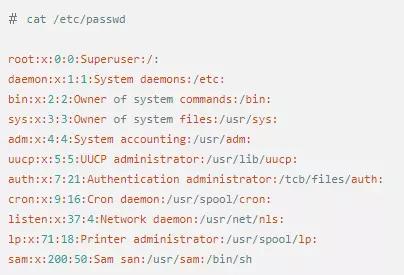 # cat /etc/passwd
root:x:0:0:Superuser:/:
daemon:x:1:1:System daemons:/etc:
bin:x:2:2:Owner of system commands:/bin:
sys:x:3:3:Owner of system files:/usr/sys:
adm:x:4:4:System accounting:/usr/adm:
uucp:x:5:5:UUCP administrator:/usr/lib/uucp:
auth:x:7:21:Authentication administrator:/tcb/files/auth:
cron:x:9:16:Cron daemon:/usr/spool/cron:
listen:x:37:4:Network daemon:/usr/net/nls:
lp:x:71:18:Printer administrator:/usr/spool/lp:
sam:x:200:50:Sam san:/usr/sam:/bin/sh